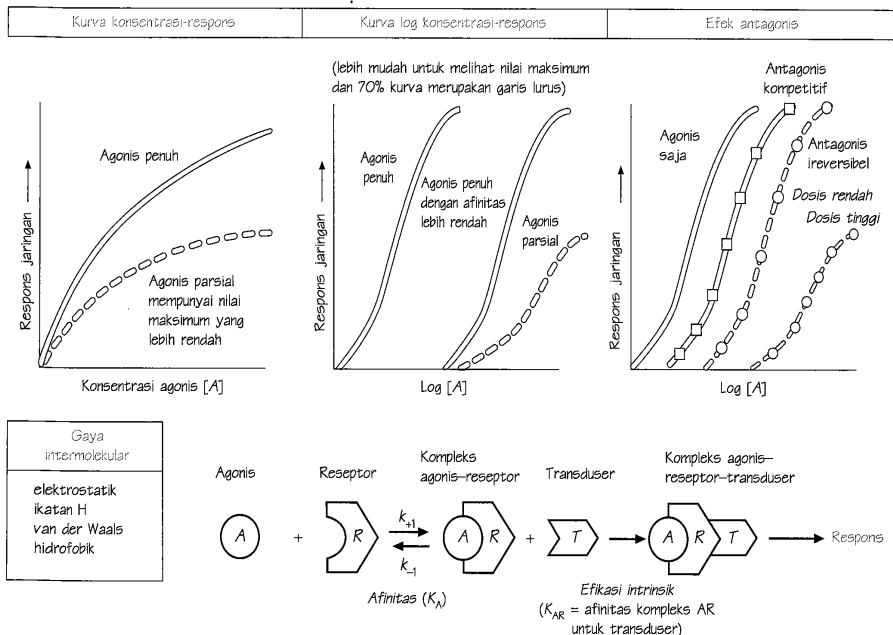 Kurva konsentrasi-respons
Kurva log konsentrasi-respons
Efek antagonis
Respons jaringan
Agonis penuh
Agonis parsial
mempunyai nilai
maksimum yang
lebih rendah
Konsentrasi agonis [A]
(lebih mudah untuk melihat nilai maksimum
dan 70% kurva merupakan garis lurus)
Respons jaringan
Agonis
penuh
Agonis penuh
dengan afinitas
lebih rendah
Agonis
parsial
Log [A]
Respons jaringan
Agonis
saja
Antagonis
kompetitif
Antagonis
ireversibel
Dosis rendah
Dosis tinggi
Log [A]
Gaya
intermolekular
elektrostatik
ikatan H
van der Waals
hidrofobik
Agonis
A
+
Reseptor
R
k+1
k-1
Afinitas (KA)
Kompleks
agonis–reseptor
A R
+
Transduser
T
Efikasi intrinsik
(KAR = afinitas kompleks AR
untuk transduser)
Kompleks agonis–
reseptor–transduser
A R T
Respons